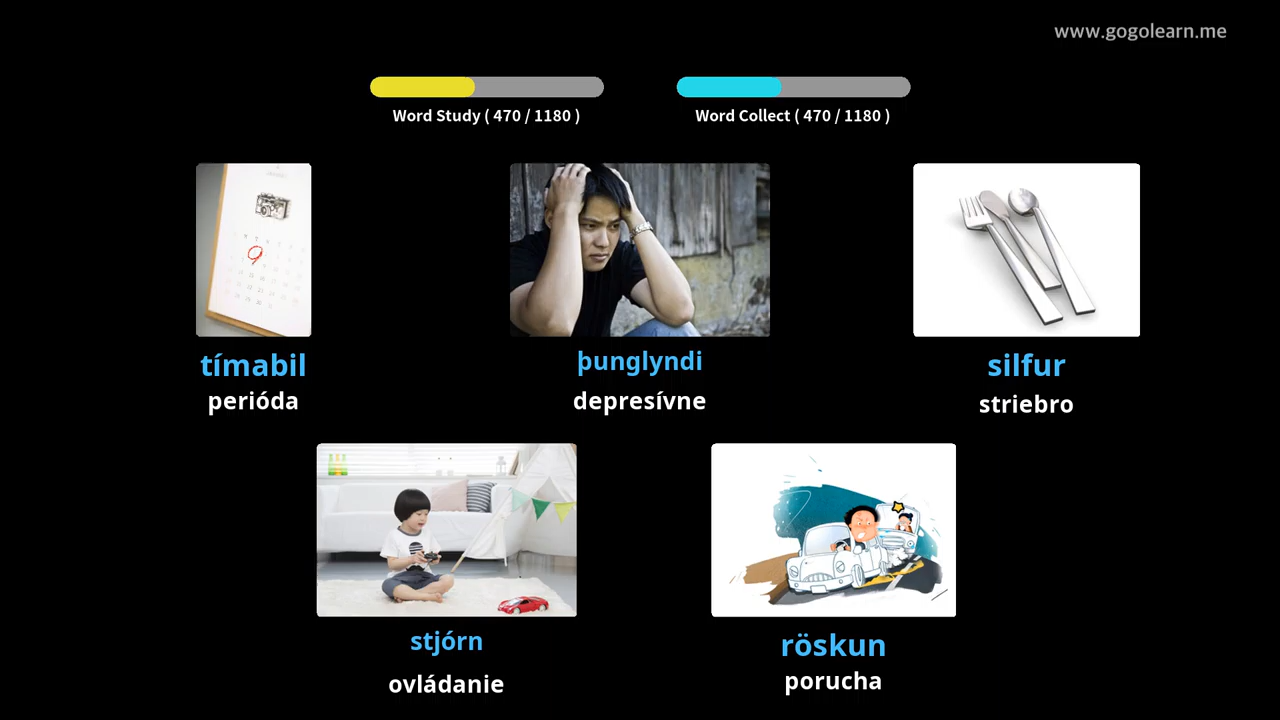 www.gogolearn.me
Word Study ( 470 / 1180 )
Word Collect ( 470 / 1180 )
tímabil
perióda
þunglyndi
depresívne
silfur
striebro
stjórn
ovládanie
röskun
porucha